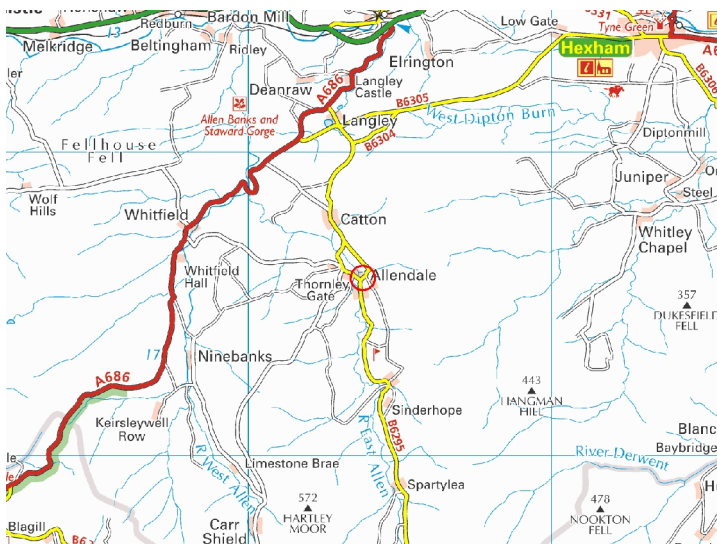 Bardon Mill
Low Gate
Tyne Green
Redburn
13
Melkridge
Beltingham
Ridley
Elrington
Hexham
i
B6306
Deanraw
A686
Langley
Castle
B6305
Allen Banks and
Staward Gorge
Langley
West Dipton Burn
B6304
Diptonmill
Fellhouse
Fell
Juniper
Steel
Wolf
Hills
Whitfield
Catton
Whitley
Chapel
Whitfield
Hall
Thornley
Gate
Allendale
357
DUKESFIELD
FELL
17
Ninebanks
A686
443
HANGMAN
HILL
Keirsleywell
Row
Sinderhope
B6295
R East Allen
R West Allen
Limestone Brae
River Derwent
Baybridge
Spartylea
572
HARTLEY
MOOR
478
NOOKTON
FELL
Blagill
Carr
Shield